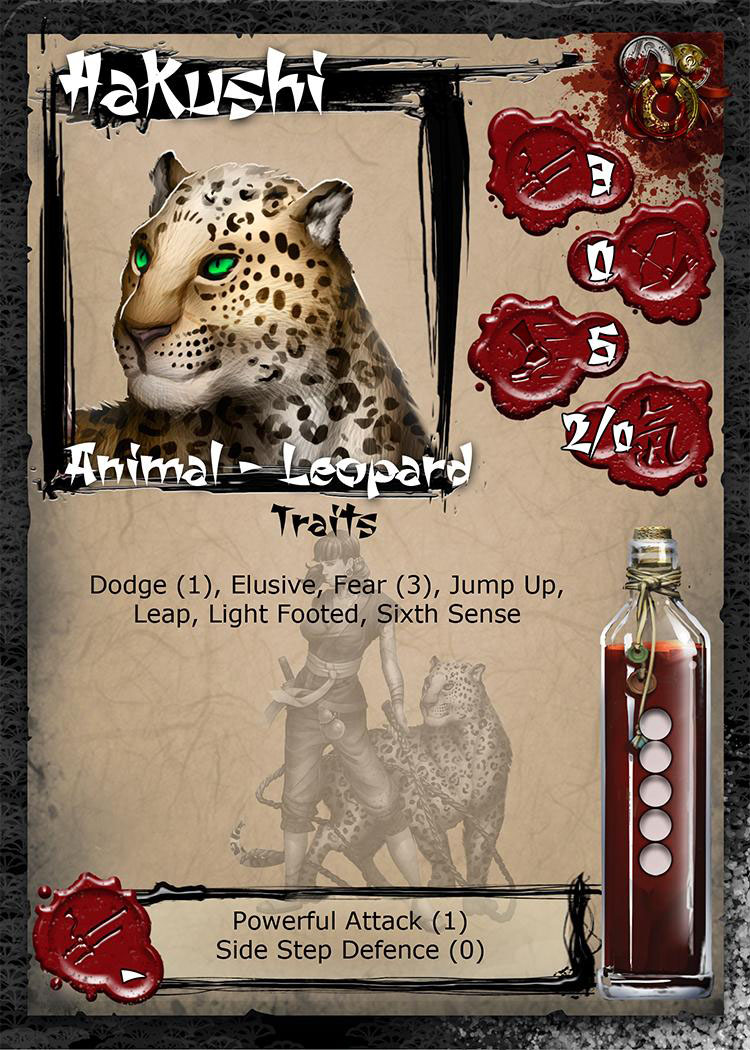 Hakushi
3
0
5
2/0
氣
Animal - Leopard
Traits
Dodge (1), Elusive, Fear (3), Jump Up,
Leap, Light Footed, Sixth Sense
Powerful Attack (1)
Side Step Defence (0)
-